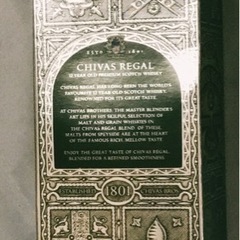 ESTD 1801
CHIVAS REGAL
12 YEAR OLD PREMIUM SCOTCH WHISKY
CHIVAS REGAL HAS LONG BEEN THE WORLD'S
FAVOURITE 12 YEAR OLD SCOTCH WHISKY,
RENOWNED FOR ITS GREAT TASTE
AT CHIVAS BROTHERS, THE MASTER BLENDER'S
ART LIES IN HIS SKILFUL SELECTION OF
MALT AND GRAIN WHISKIES IN
THE CHIVAS REGAL BLEND. OF THESE
MALTS FROM SPEYSIDE ARE AT THE HEART
OF THE FAMOUS RICH, MELLOW TASTE
ENJOY THE GREAT TASTE OF CHIVAS REGAL,
BLENDED FOR A REFINED SMOOTHNESS.
ESTABLISHED 1801 CHIVAS BROS.